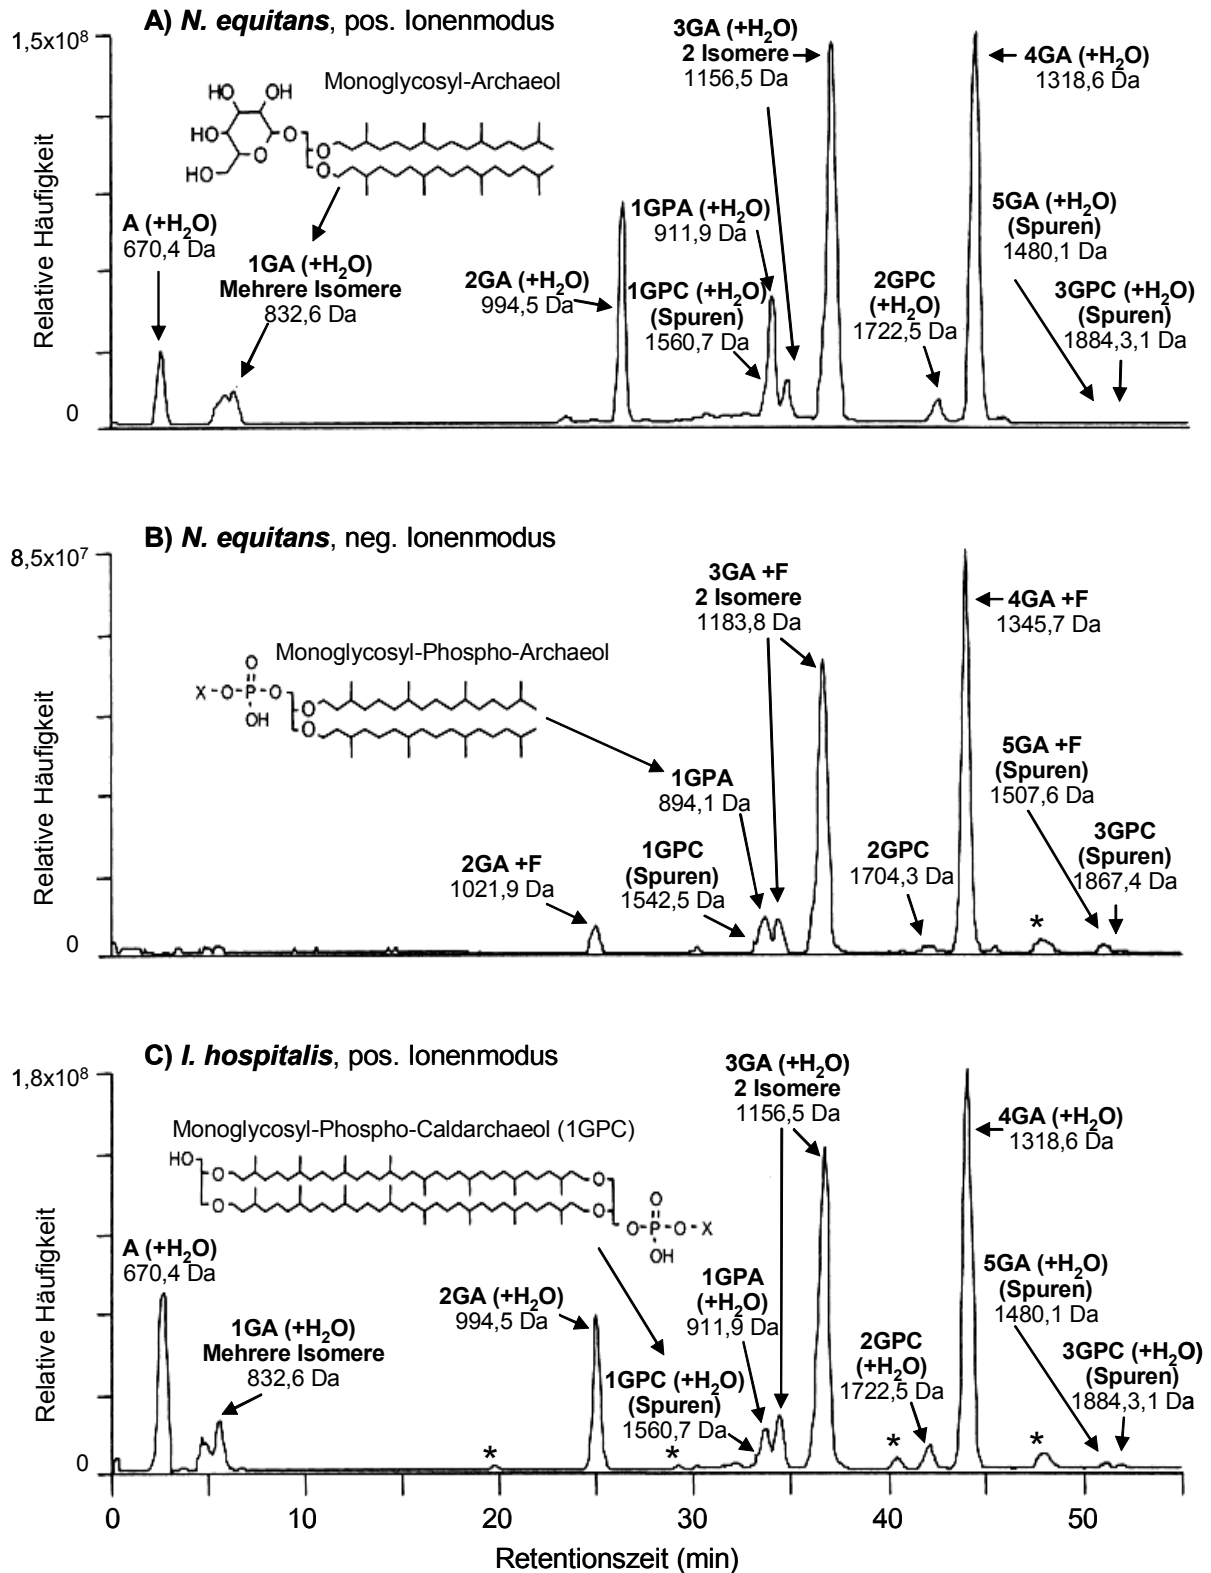 A) N. equitans, pos. Ionenmodus
1,5x10⁸
Relative Häufigkeit
0
Monoglycosyl-Archaeol
HO
OH
HO
O
HO
O
O
O
A (+H₂O)
670,4 Da
1GA (+H₂O)
Mehrere Isomere
832,6 Da
2GA (+H₂O)
994,5 Da
1GPA (+H₂O)
911,9 Da
1GPC (+H₂O)
(Spuren)
1560,7 Da
3GA (+H₂O)
2 Isomere
1156,5 Da
2GPC
(+H₂O)
1722,5 Da
4GA (+H₂O)
1318,6 Da
5GA (+H₂O)
(Spuren)
1480,1 Da
3GPC (+H₂O)
(Spuren)
1884,3,1 Da
B) N. equitans, neg. Ionenmodus
8,5x10⁷
Relative Häufigkeit
0
Monoglycosyl-Phospho-Archaeol
O
X-O-P-O
OH
O
O
2GA +F
1021,9 Da
1GPA
894,1 Da
1GPC
(Spuren)
1542,5 Da
3GA +F
2 Isomere
1183,8 Da
2GPC
1704,3 Da
4GA +F
1345,7 Da
*
5GA +F
(Spuren)
1507,6 Da
3GPC
(Spuren)
1867,4 Da
C) I. hospitalis, pos. Ionenmodus
1,8x10⁸
Relative Häufigkeit
0
Monoglycosyl-Phospho-Caldarchaeol (1GPC)
HO
O
O
O
O
O
O-P-O-X
OH
A (+H₂O)
670,4 Da
1GA (+H₂O)
Mehrere Isomere
832,6 Da
*
2GA (+H₂O)
994,5 Da
*
1GPC (+H₂O)
(Spuren)
1560,7 Da
1GPA
(+H₂O)
911,9 Da
3GA (+H₂O)
2 Isomere
1156,5 Da
*
2GPC
(+H₂O)
1722,5 Da
4GA (+H₂O)
1318,6 Da
*
5GA (+H₂O)
(Spuren)
1480,1 Da
3GPC (+H₂O)
(Spuren)
1884,3,1 Da
0 10 20 30 40 50
Retentionszeit (min)